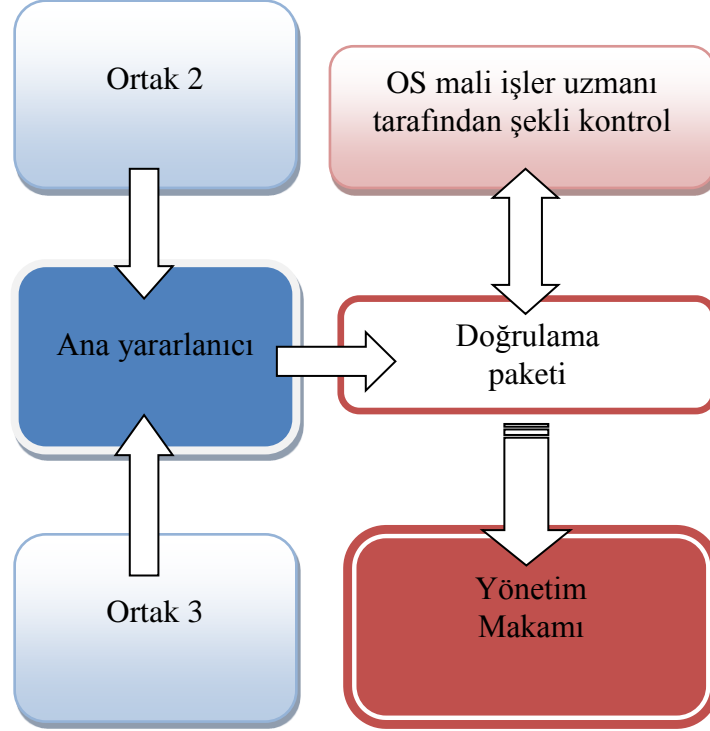 Ortak 2
OS mali işler uzmanı
tarafından şekli kontrol
Ana yararlanıcı
Doğrulama
paketi
Ortak 3
Yönetim
Makamı